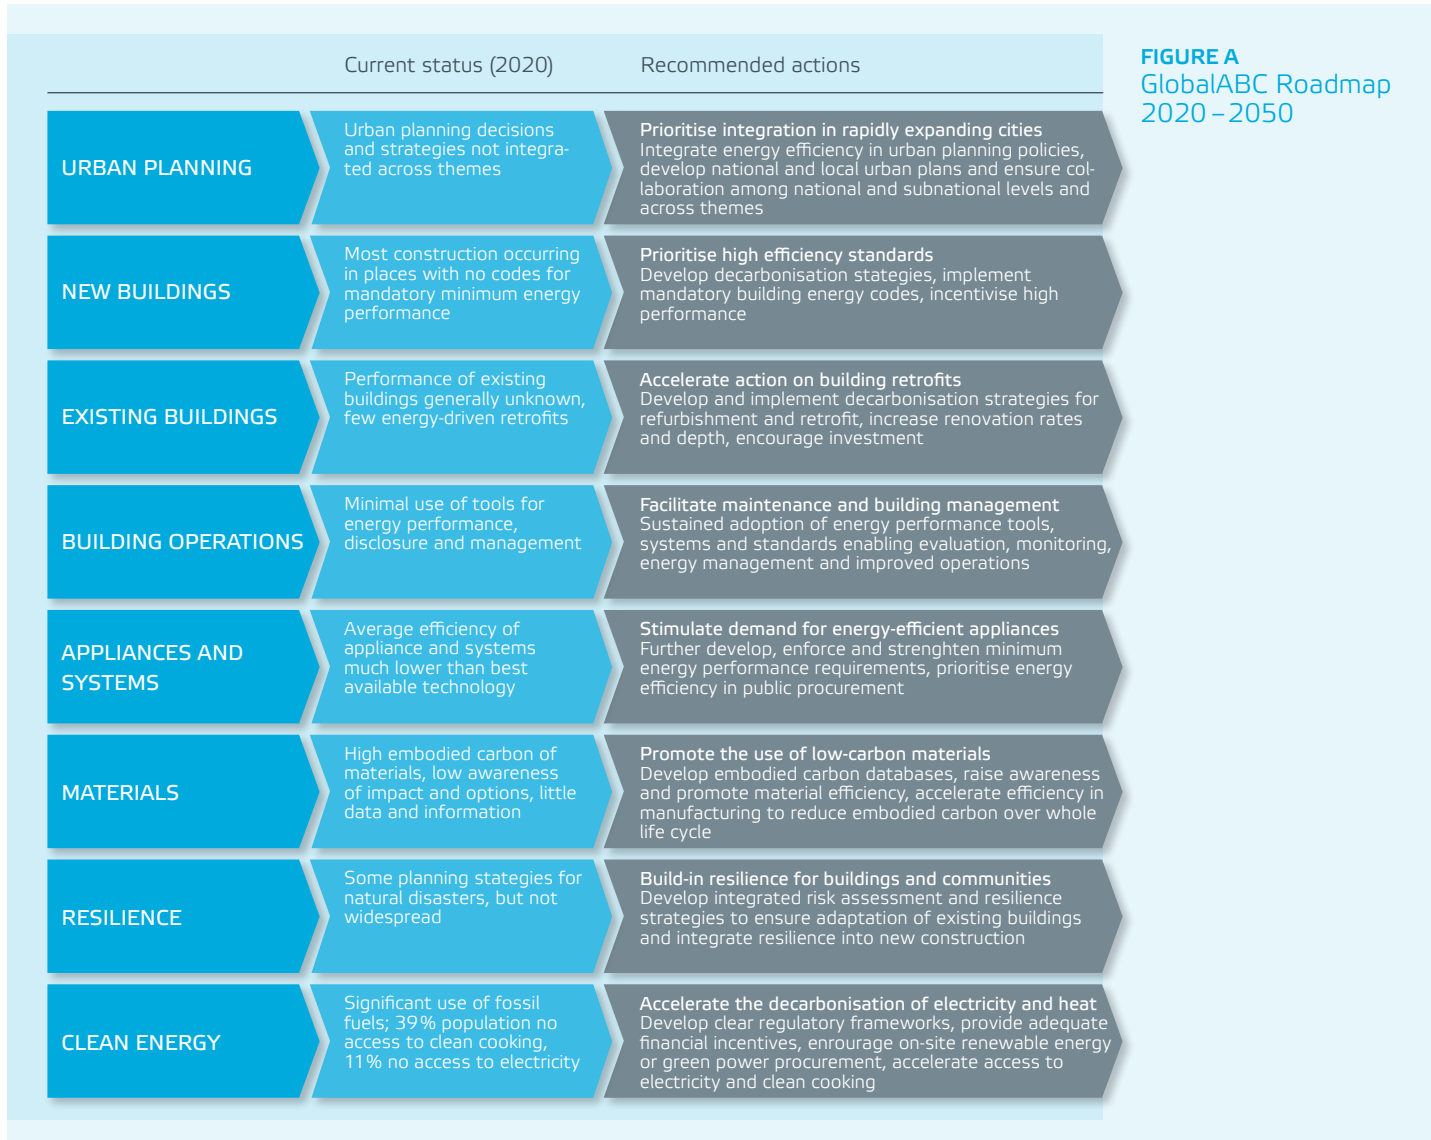 Current status (2020)
Recommended actions
FIGURE A
GlobalABC Roadmap
2020 – 2050
URBAN PLANNING
Urban planning decisions
and strategies not integra-
ted across themes
Prioritise integration in rapidly expanding cities
Integrate energy efficiency in urban planning policies,
develop national and local urban plans and ensure col-
laboration among national and subnational levels and
across themes
NEW BUILDINGS
Most construction occurring
in places with no codes for
mandatory minimum energy
performance
Prioritise high efficiency standards
Develop decarbonisation stategies, implement
mandatory building energy codes, incentivise high
performance
EXISTING BUILDINGS
Performance of existing
buildings generally unknown,
few energy-driven retrofits
Accelerate action on building retrofits
Develop and implement decarbonisation strategies for
refurbishment and retrofit, increase renovation rates
and depth, encourage investment
BUILDING OPERATIONS
Minimal use of tools for
energy performance,
disclosure and management
Facilitate maintenance and building management
Sustained adoption of energy performance tools,
systems and standards enabling evaluation, monitoring,
energy management and improved operations
APPLIANCES AND
SYSTEMS
Average efficiency of
appliance and systems
much lower than best
available technology
Stimulate demand for energy-efficient appliances
Further develop, enforce and strenghten minimum
energy performance requirements, prioritise energy
efficiency in public procurement
MATERIALS
High embodied carbon of
materials, low awareness
of impact and options, little
data and information
Promote the use of low-carbon materials
Develop embodied carbon databases, raise awareness
and promote material efficiency, accelerate efficiency in
manufacturing to reduce embodied carbon over whole
life cycle
RESILIENCE
Some planning stategies for
natural disasters, but not
widespread
Build-in resilience for buildings and communities
Develop integrated risk assessment and resilience
strategies to ensure adaptation of existing buildings
and integrate resilience into new construction
CLEAN ENERGY
Significant use of fossil
fuels; 39 % population no
access to clean cooking,
11 % no access to electricity
Accelerate the decarbonisation of electricity and heat
Develop clear regulatory frameworks, provide adequate
financial incentives, enrourage on-site renewable energy
or green power procurement, accelerate access to
electricity and clean cooking